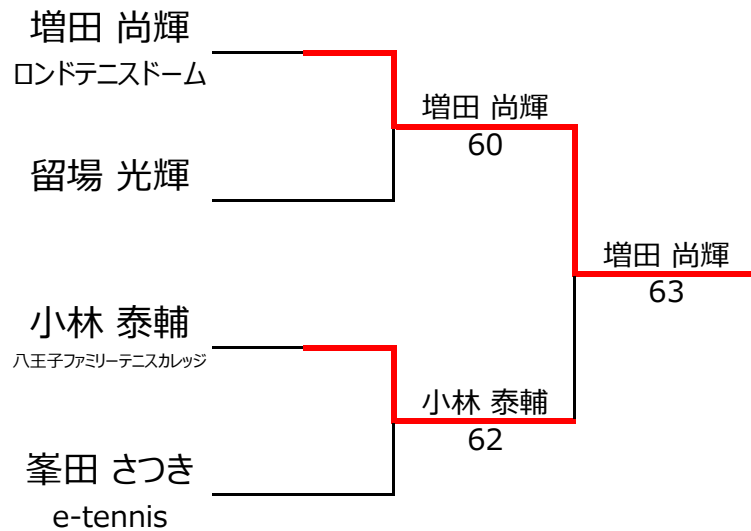 増田 尚輝
ロンドテニスドーム
増田 尚輝
60
留場 光輝
増田 尚輝
63
小林 泰輔
八王子ファミリーテニスカレッジ
小林 泰輔
62
峯田 さつき
e-tennis